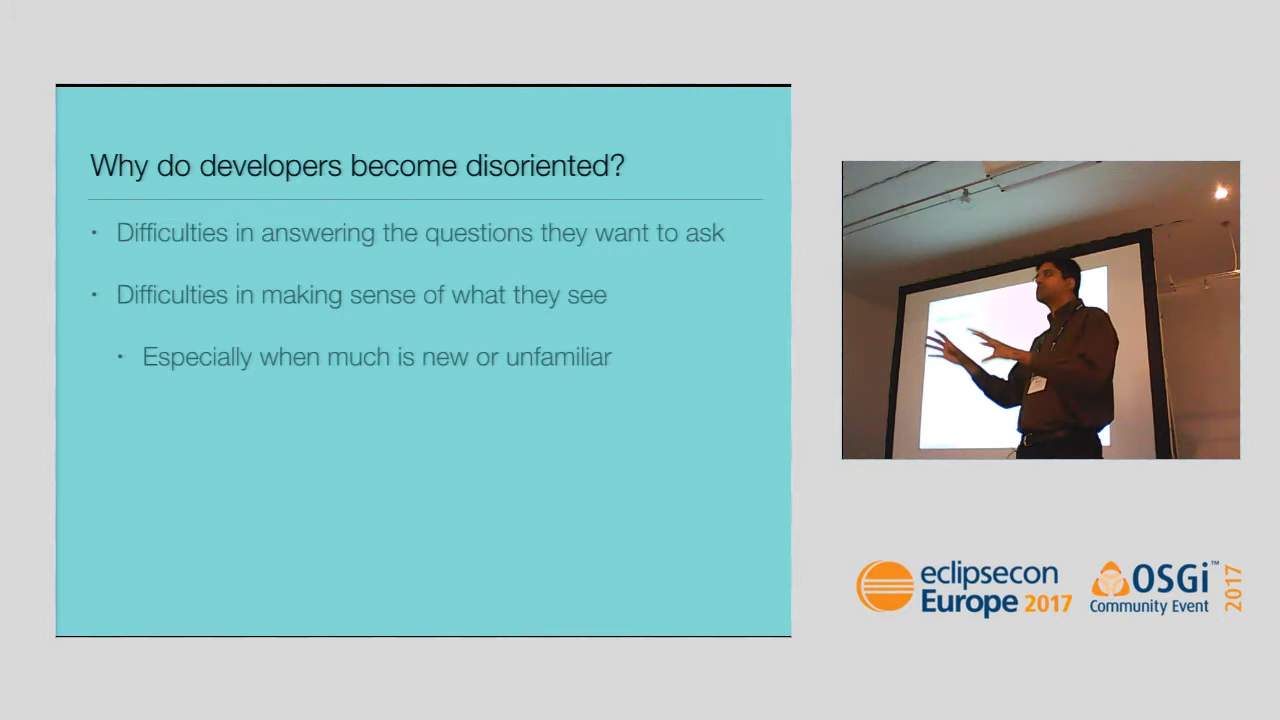 Why do developers become disoriented?
• Difficulties in answering the questions they want to ask
• Difficulties in making sense of what they see
• Especially when much is new or unfamiliar
eclipsecon
Europe 2017
OSGi™
Community Event
2017